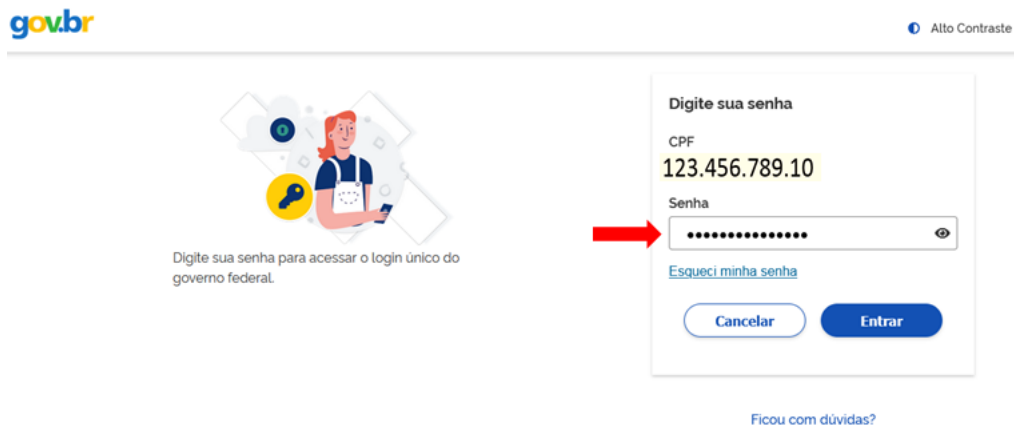 gov.br
Alto Contraste
Digite sua senha para acessar o login único do
governo federal.
Digite sua senha
CPF
123.456.789.10
Senha
•••••••••••••••
Esqueci minha senha
Cancelar
Entrar
Ficou com dúvidas?